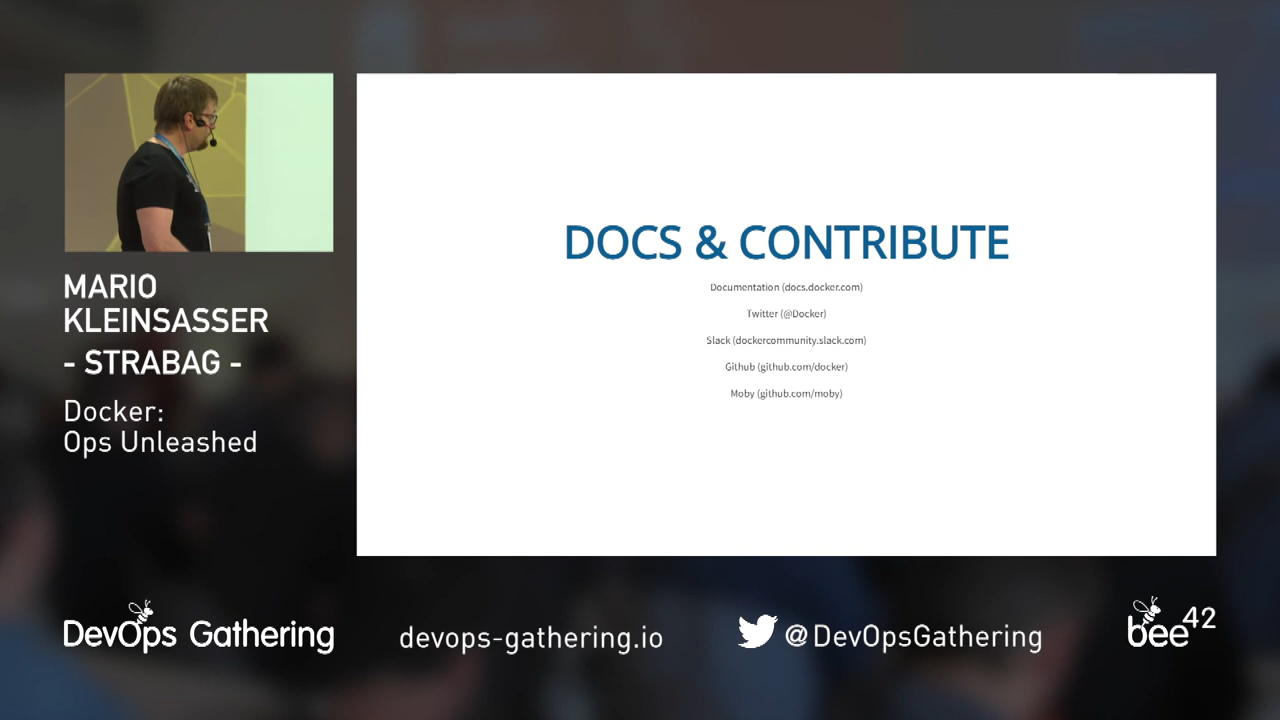 MARIO
KLEINSASSER
- STRABAG -
Docker:
Ops Unleashed
DOCS & CONTRIBUTE
Documentation (docs.docker.com)
Twitter (@Docker)
Slack (dockercommunity.slack.com)
Github (github.com/docker)
Moby (github.com/moby)
DevOps Gathering
devops-gathering.io
@DevOpsGathering
bee42